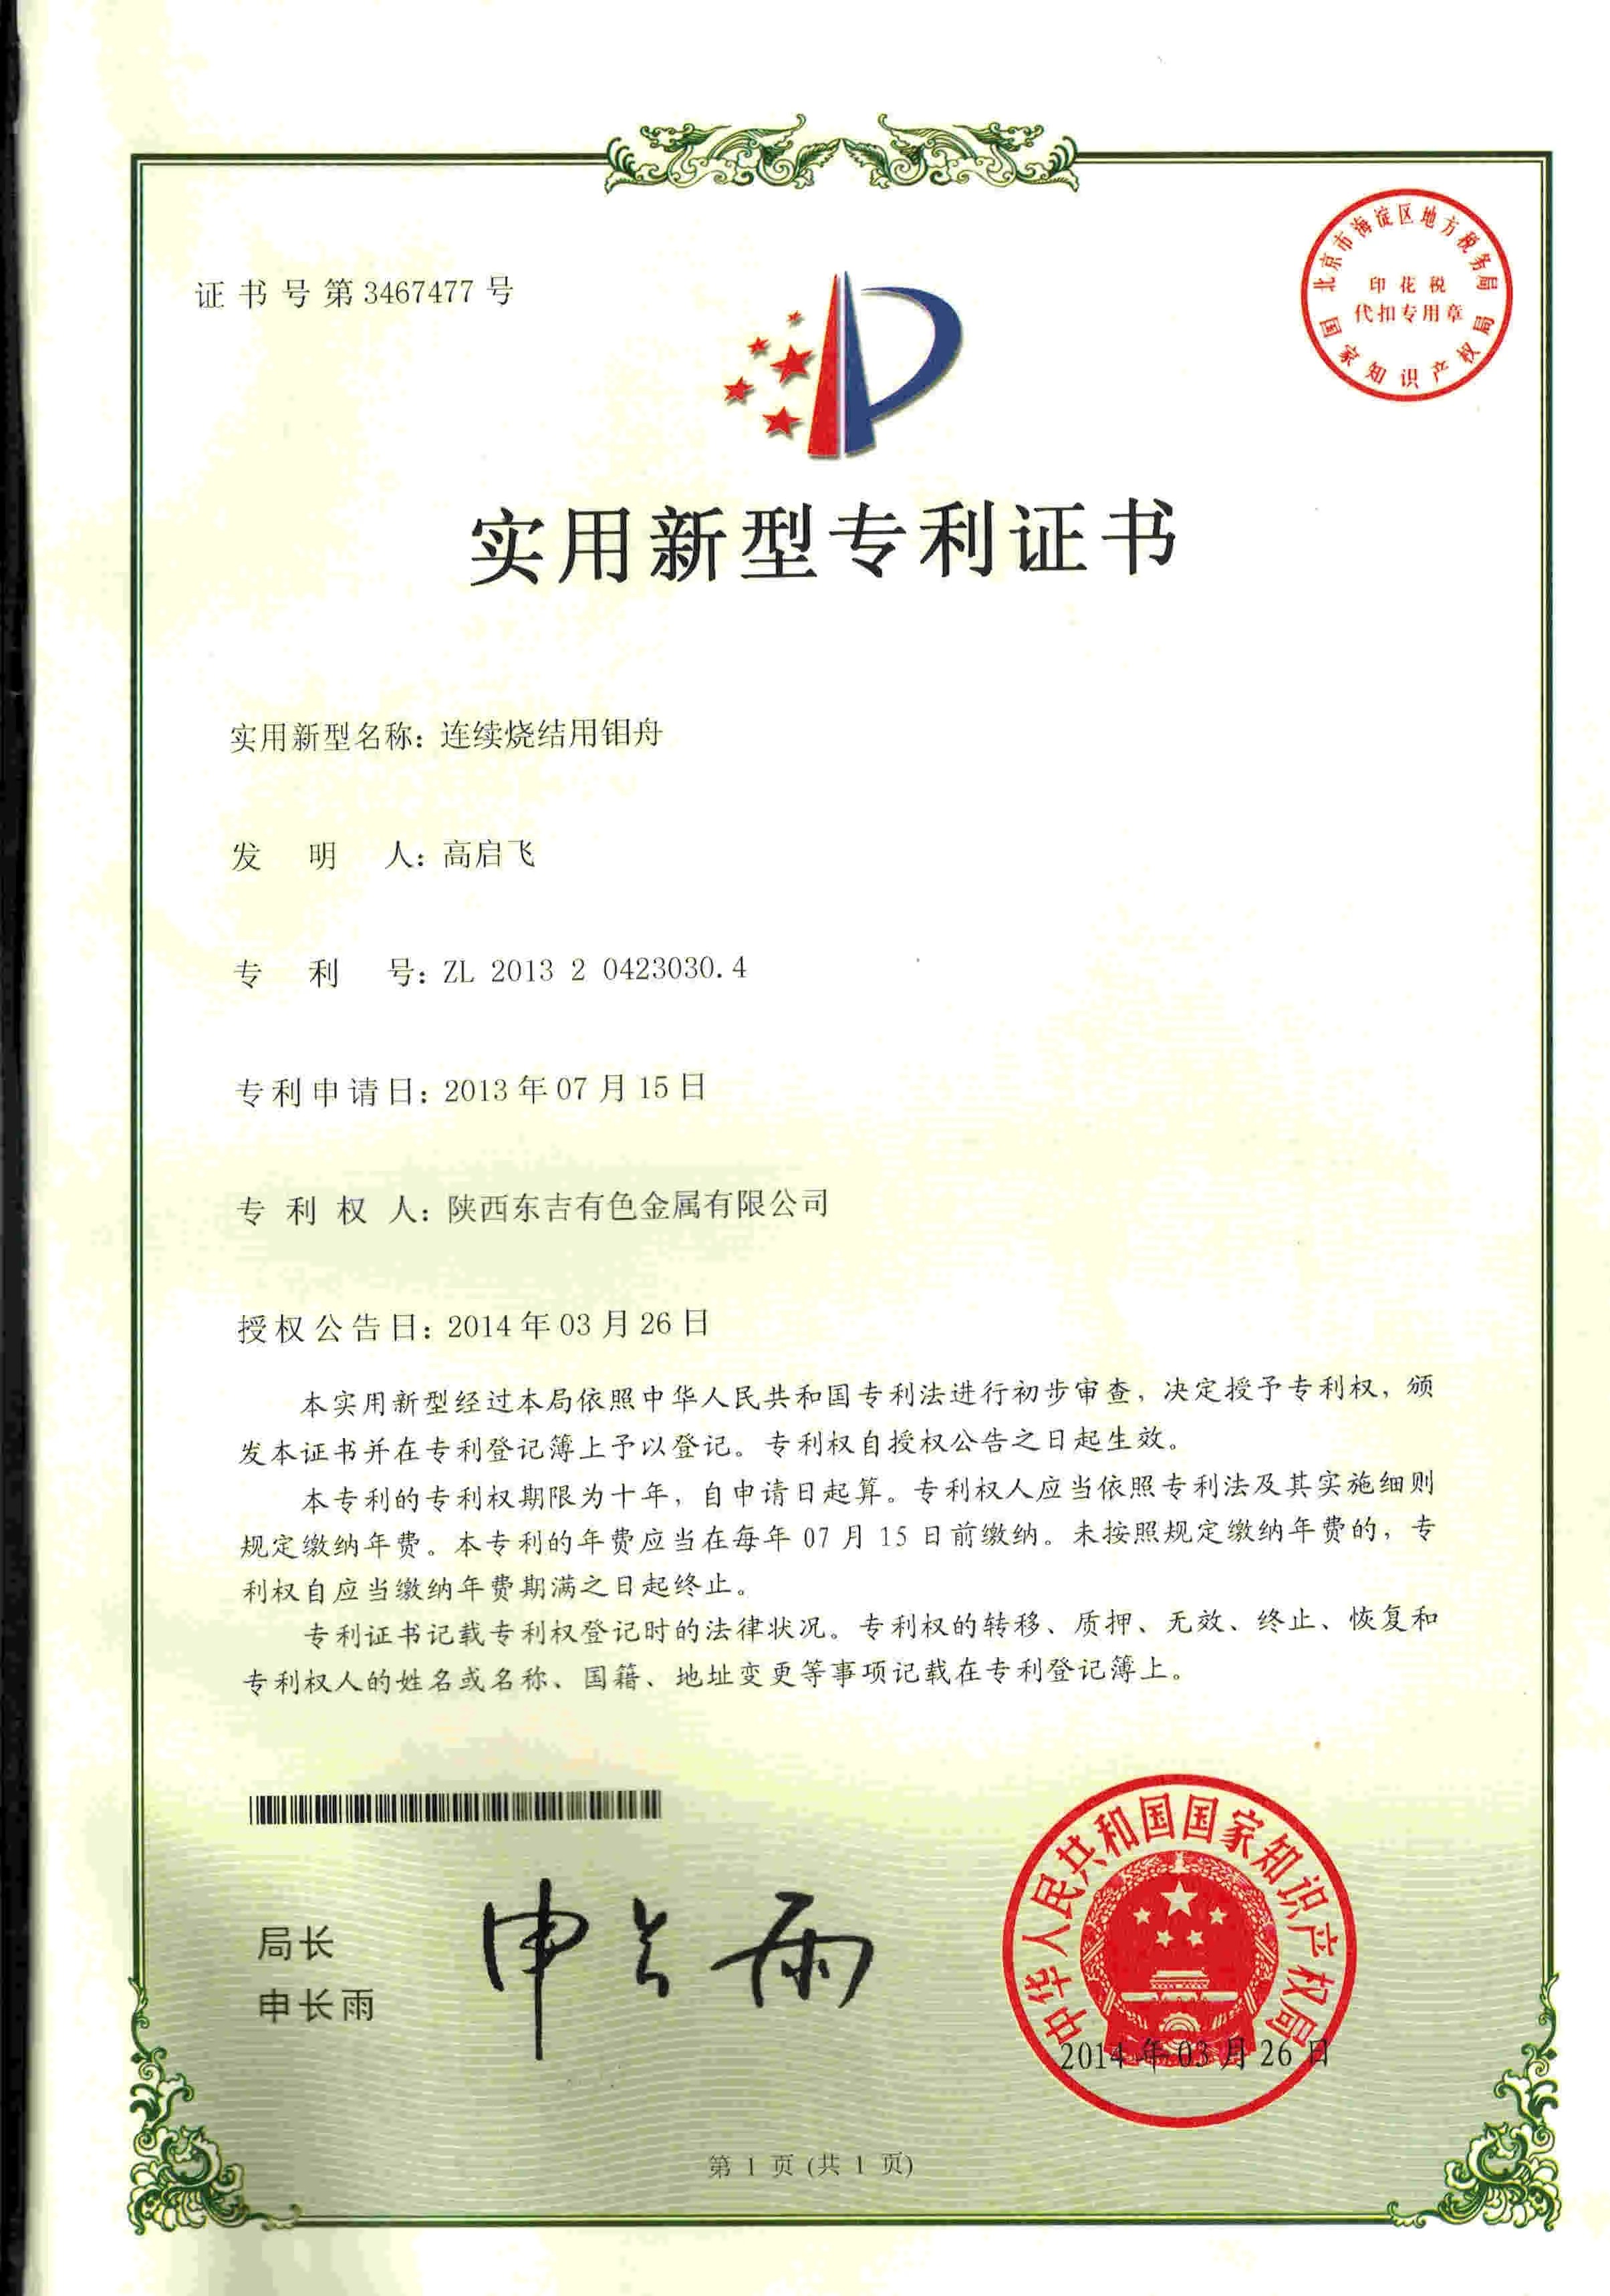 证书号第3467477号
北京市海淀区地方税务局
印花税
代扣专用章
国家知识产权局
实用新型专利证书
实用新型名称：连续烧结用钼舟
发明人：高启飞
专利号：ZL 2013 2 0423030.4
专利申请日：2013年07月15日
专利权人：陕西东吉有色金属有限公司
授权公告日：2014年03月26日
本实用新型经过本局依照中华人民共和国专利法进行初步审查，决定授予专利权，颁
发本证书并在专利登记簿上予以登记。专利权自授权公告之日起生效。
本专利的专利权期限为十年，自申请日起算。专利权人应当依照专利法及其实施细则
规定缴纳年费。本专利的年费应当在每年 07 月 15 日前缴纳。未按照规定缴纳年费的，专
利权自应当缴纳年费期满之日起终止。
专利证书记载专利权登记时的法律状况。专利权的转移、质押、无效、终止、恢复和
专利权人的姓名或名称、国籍、地址变更等事项记载在专利登记簿上。
局长
申长雨
申长雨
中华人民共和国国家知识产权局
2014年03月26日
第 1 页 (共 1 页)